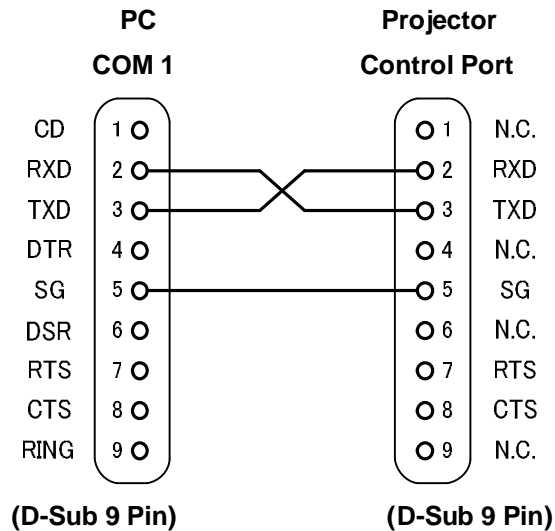 PC Projector
COM 1 Control Port
CD 1 1 N.C.
RXD 2 2 RXD
TXD 3 3 TXD
DTR 4 4 N.C.
SG 5 5 SG
DSR 6 6 N.C.
RTS 7 7 RTS
CTS 8 8 CTS
RING 9 9 N.C.
(D-Sub 9 Pin) (D-Sub 9 Pin)